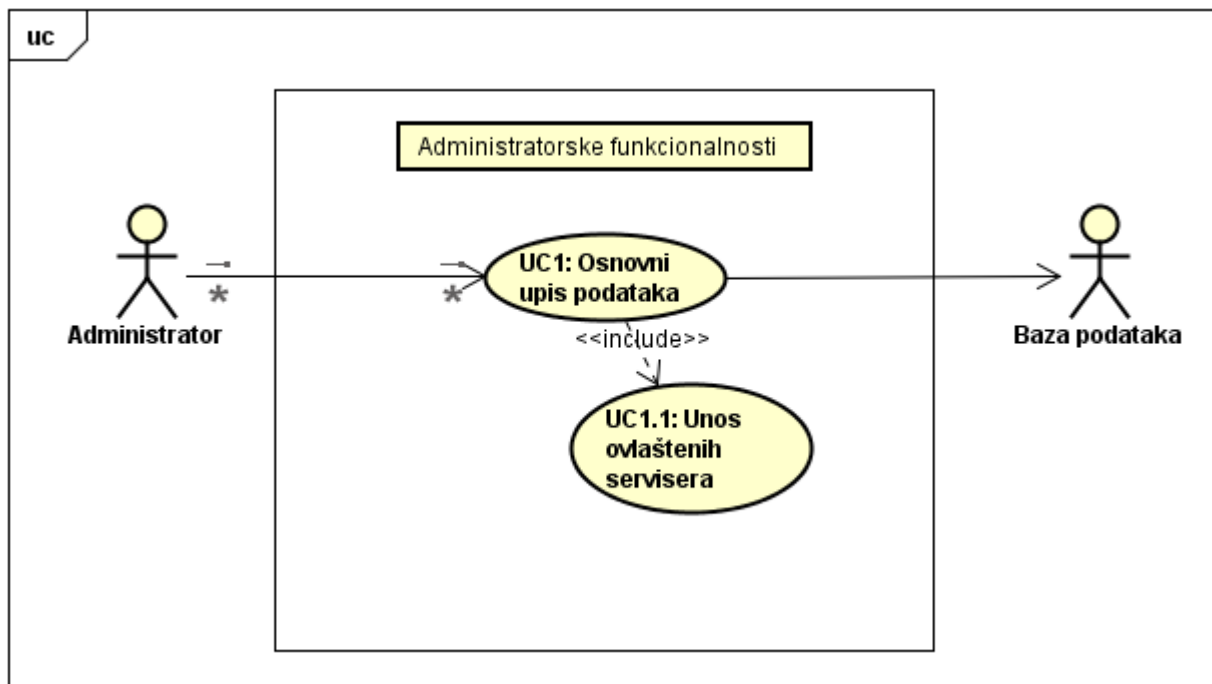 uc
Administratorske funkcionalnosti
Administrator
*
*
UC1: Osnovni
upis podataka
Baza podataka
<<include>>
UC1.1: Unos
ovlaštenih
servisera